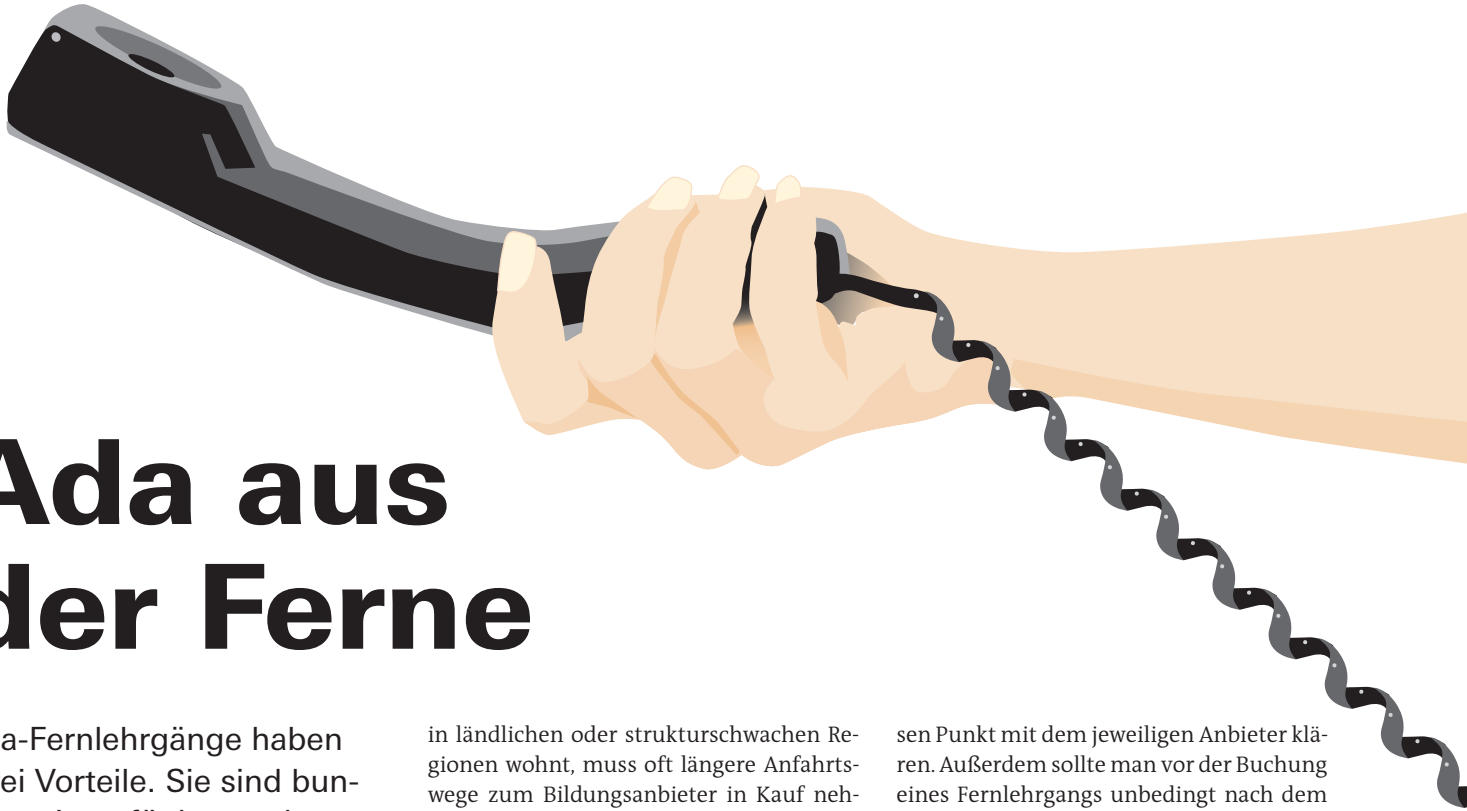 Ada aus
der Ferne
a-Fernlehrgänge haben
ei Vorteile. Sie sind bun-
in ländlichen oder strukturschwachen Re-
gionen wohnt, muss oft längere Anfahrts-
wege zum Bildungsanbieter in Kauf neh-
sen Punkt mit dem jeweiligen Anbieter klä-
ren. Außerdem sollte man vor der Buchung
eines Fernlehrgangs unbedingt nach dem